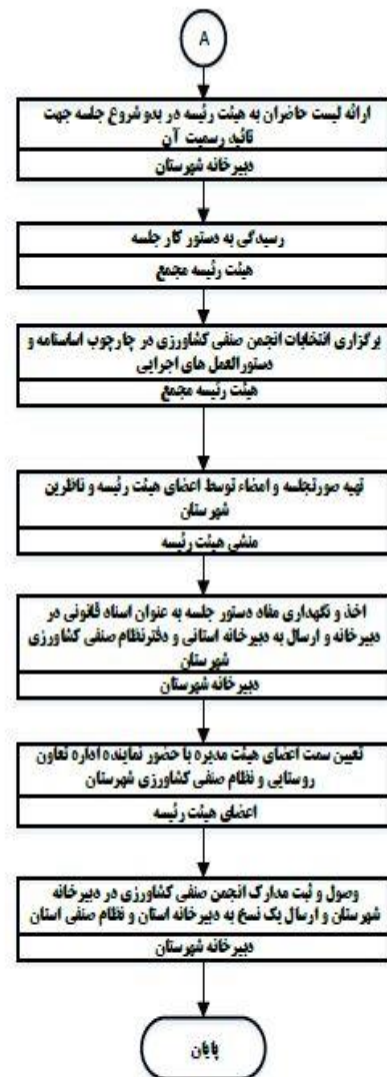 A
ارائه لیست حاضران به هیئت رئیسه در بدو شروع جلسه جهت
تائید رسمیت آن
دبیرخانه شهرستان
رسیدگی به دستور کار جلسه
هیئت رئیسه مجمع
برگزاری انتخابات انجمن صنفی کشاورزی در چارچوب اساسنامه و
دستورالعمل های اجرایی
هیئت رئیسه مجمع
تهیه صورتجلسه و امضاء توسط اعضای هیئت رئیسه و ناظرین
شهرستان
منشی هیئت رئیسه
اخذ و نگهداری مفاد دستور جلسه به عنوان اسناد قانونی در
دبیرخانه و ارسال به دبیرخانه استانی و دفترنظام صنفی کشاورزی
شهرستان
دبیرخانه شهرستان
تعیین سمت اعضای هیئت مدیره با حضور نماینده اداره تعاون
روستایی و نظام صنفی کشاورزی شهرستان
اعضای هیئت رئیسه
وصول و ثبت مدارک انجمن صنفی کشاورزی در دبیرخانه
شهرستان و ارسال یک نسخ به دبیرخانه استان و نظام صنفی استان
دبیرخانه شهرستان
پایان